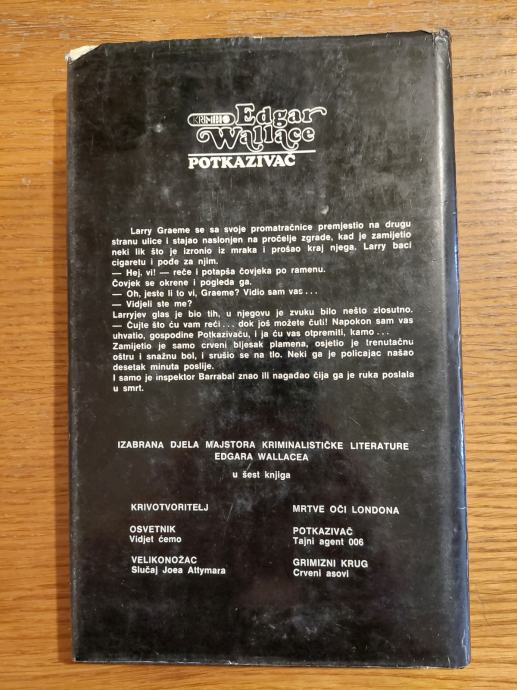 KRIMIBIO Edgar
Wallace
POTKAZIVAČ
Larry Graeme se sa svoje promatračnice premjestio na drugu
stranu ulice i stajao naslonjen na pročelje zgrade, kad je zamijetio
neki lik što je izronio iz mraka i prošao kraj njega. Larry baci
cigaretu i pođe za njim.
— Hej, vi! — reče i potapša čovjeka po ramenu.
Čovjek se okrene i pogleda ga.
— Oh, jeste li to vi, Graeme? Vidio sam vas...
— Vidjeli ste me?
Larryjev glas je bio tih, u njegovu je zvuku bilo nešto zlosutno.
— Čujte što ću vam reći... dok još možete čuti! Napokon sam vas
uhvatio, gospodine Potkazivaču, i ja ću vas otpremiti, kamo...
Zamijetio je samo crveni bljesak plamena, osjetio je trenutačnu
oštru i snažnu bol, i srušio se na tlo. Neki ga je policajac našao
desetak minuta poslije.
I samo je inspektor Barrabal znao ili nagađao čija ga je ruka poslala
u smrt.
IZABRANA DJELA MAJSTORA KRIMINALISTIČKE LITERATURE
EDGARA WALLACEA
u šest knjiga
KRIVOTVORITELJ
OSVETNIK
Vidjet ćemo
VELIKONOŽAC
Slučaj Joea Attymara
MRTVE OČI LONDONA
POTKAZIVAČ
Tajni agent 006
GRIMIZNI KRUG
Crveni asovi